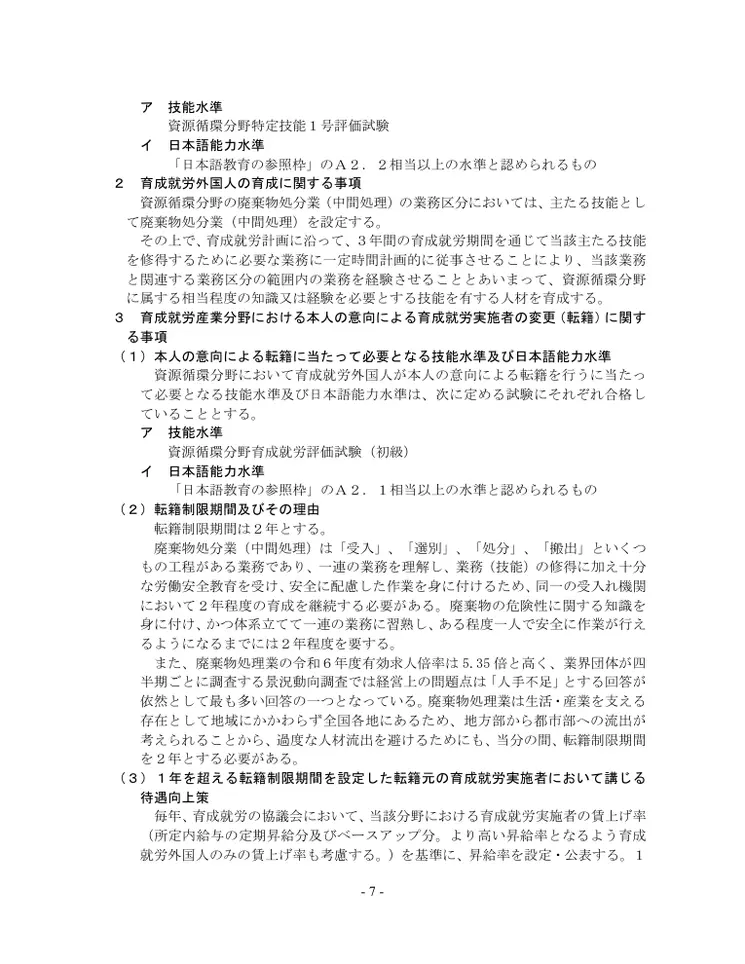 ア　技能水準
資源循環分野特定技能１号評価試験
イ　日本語能力水準
「日本語教育の参照枠」のＡ２．２相当以上の水準と認められるもの
２　育成就労外国人の育成に関する事項
資源循環分野の廃棄物処分業（中間処理）の業務区分においては、主たる技能とし
て廃棄物処分業（中間処理）を設定する。
その上で、育成就労計画に沿って、３年間の育成就労期間を通じて当該主たる技能
を修得するために必要な業務に一定時間計画的に従事させることにより、当該業務
と関連する業務区分の範囲内の業務を経験させることとあいまって、資源循環分野
に属する相当程度の知識又は経験を必要とする技能を有する人材を育成する。
３　育成就労産業分野における本人の意向による育成就労実施者の変更（転籍）に関す
る事項
（１）本人の意向による転籍に当たって必要となる技能水準及び日本語能力水準
資源循環分野において育成就労外国人が本人の意向による転籍を行うに当たっ
て必要となる技能水準及び日本語能力水準は、次に定める試験にそれぞれ合格し
ていることとする。
ア　技能水準
資源循環分野育成就労評価試験（初級）
イ　日本語能力水準
「日本語教育の参照枠」のＡ２．１相当以上の水準と認められるもの
（２）転籍制限期間及びその理由
転籍制限期間は２年とする。
廃棄物処分業（中間処理）は「受入」、「選別」、「処分」、「搬出」といくつ
もの工程がある業務であり、一連の業務を理解し、業務（技能）の修得に加え十分
な労働安全教育を受け、安全に配慮した作業を身に付けるため、同一の受入れ機関
において２年程度の育成を継続する必要がある。廃棄物の危険性に関する知識を
身に付け、かつ体系立てて一連の業務に習熟し、ある程度一人で安全に作業が行え
るようになるまでには２年程度を要する。
また、廃棄物処理業の令和６年度有効求人倍率は 5.35 倍と高く、業界団体が四
半期ごとに調査する景況動向調査では経営上の問題点は「人手不足」とする回答が
依然として最も多い回答の一つとなっている。廃棄物処理業は生活・産業を支える
存在として地域にかかわらず全国各地にあるため、地方部から都市部への流出が
考えられることから、過度な人材流出を避けるためにも、当分の間、転籍制限期間
を２年とする必要がある。
（３）１年を超える転籍制限期間を設定した転籍元の育成就労実施者において講じる
待遇向上策
毎年、育成就労の協議会において、当該分野における育成就労実施者の賃上げ率
（所定内給与の定期昇給分及びベースアップ分。より高い昇給率となるよう育成
就労外国人のみの賃上げ率も考慮する。）を基準に、昇給率を設定・公表する。１
- 7 -